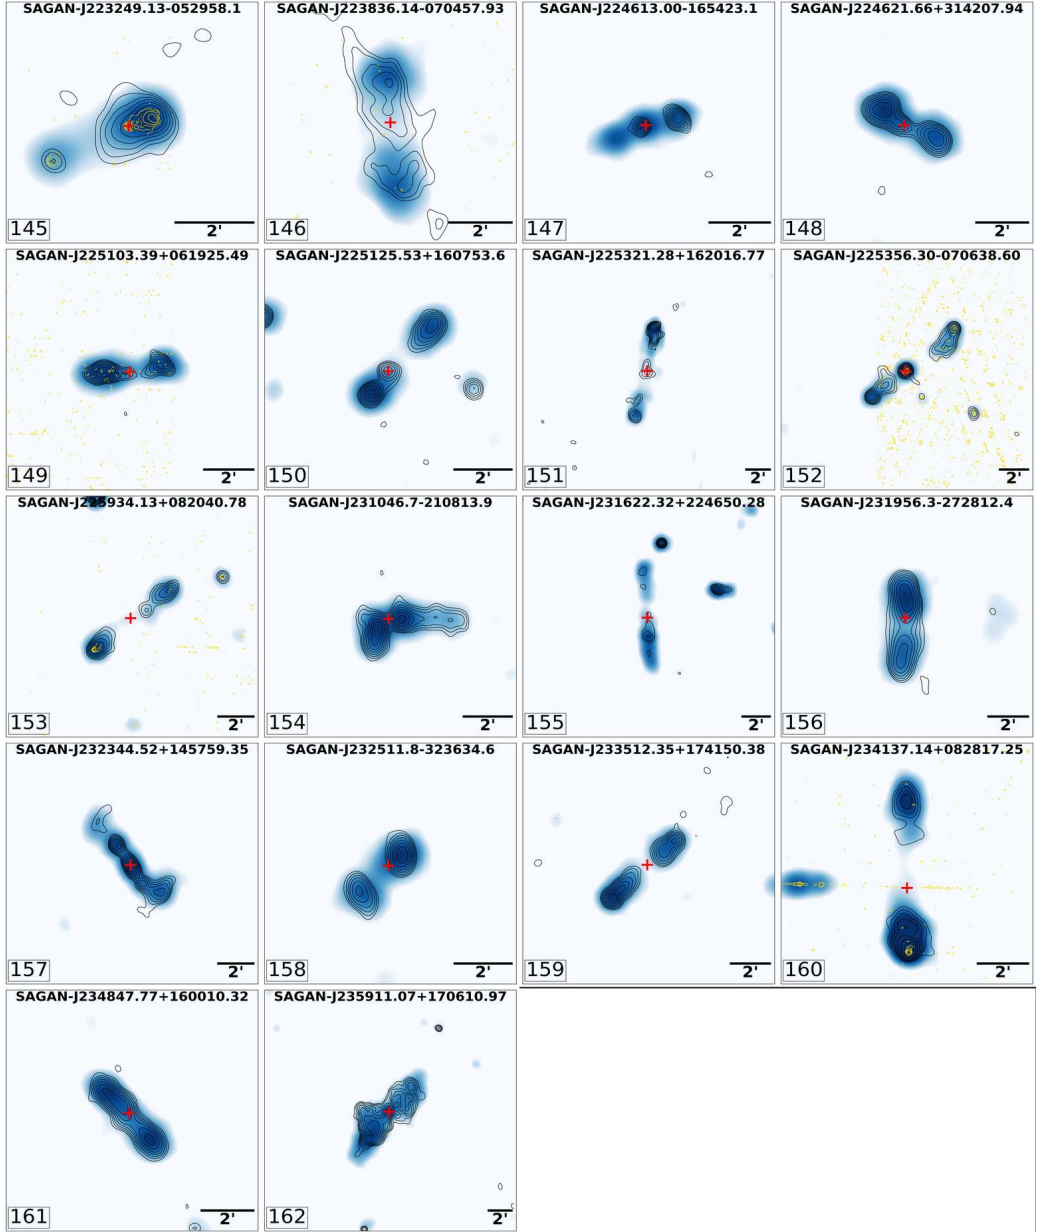 SAGAN-J223249.13-052958.1
145
2'
SAGAN-J223836.14-070457.93
146
2'
SAGAN-J224613.00-165423.1
147
2'
SAGAN-J224621.66+314207.94
148
2'
SAGAN-J225103.39+061925.49
149
2'
SAGAN-J225125.53+160753.6
150
2'
SAGAN-J225321.28+162016.77
151
2'
SAGAN-J225356.30-070638.60
152
2'
SAGAN-J225934.13+082040.78
153
2'
SAGAN-J231046.7-210813.9
154
2'
SAGAN-J231622.32+224650.28
155
2'
SAGAN-J231956.3-272812.4
156
2'
SAGAN-J232344.52+145759.35
157
2'
SAGAN-J232511.8-323634.6
158
2'
SAGAN-J233512.35+174150.38
159
2'
SAGAN-J234137.14+082817.25
160
2'
SAGAN-J234847.77+160010.32
161
2'
SAGAN-J235911.07+170610.97
162
2'